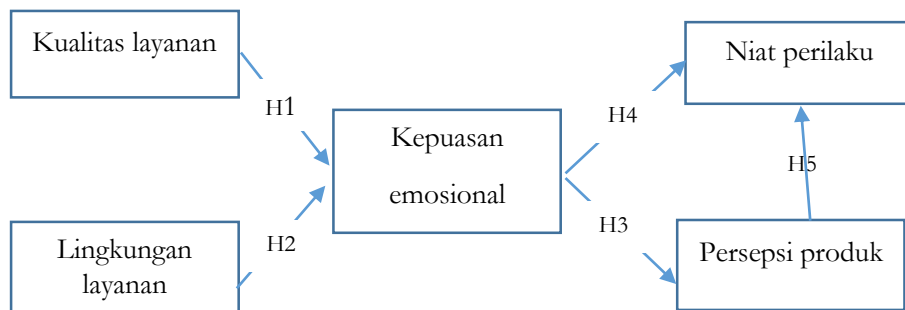 Kualitas layanan
Niat perilaku
H1
H4
Kepuasan
emosional
H5
H2
H3
Lingkungan
layanan
Persepsi produk